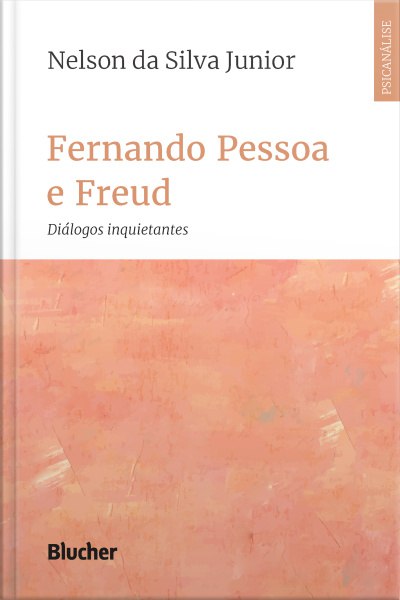 Nelson da Silva Junior
PSICANÁLISE
Fernando Pessoa
e Freud
Diálogos inquietantes
Blucher